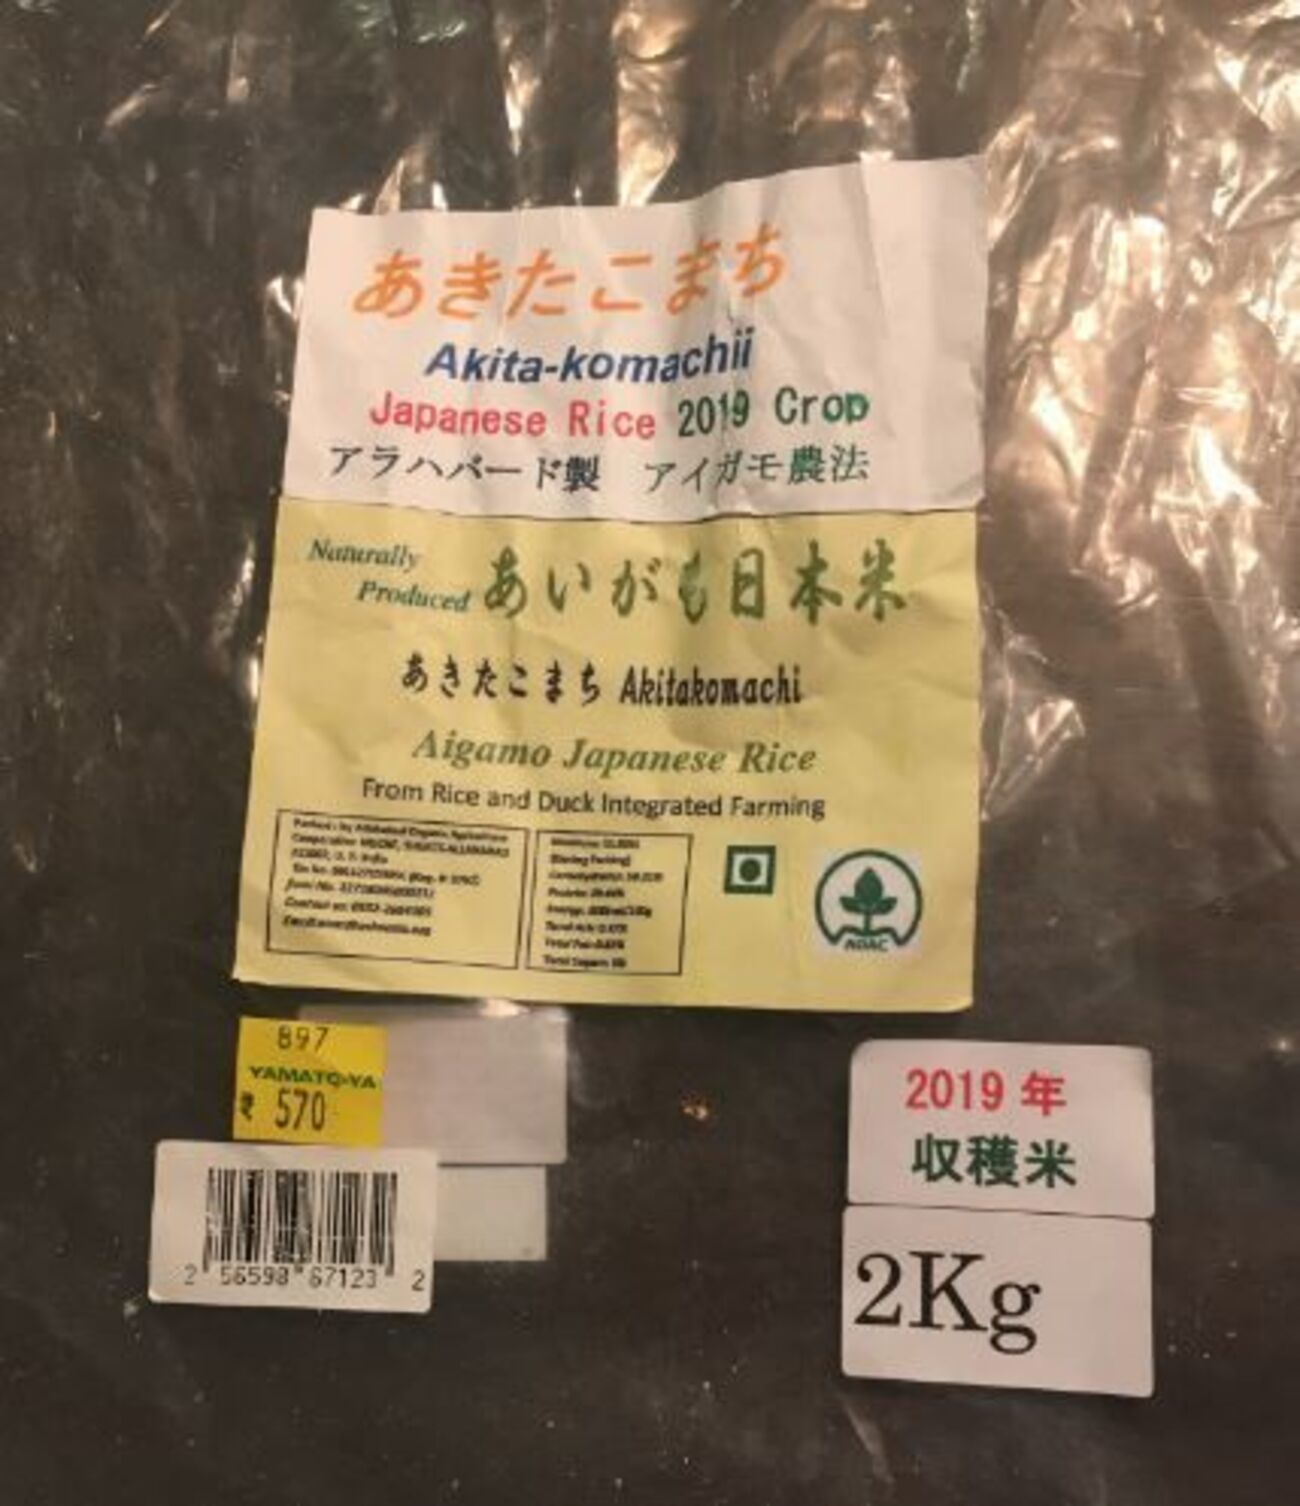 あきたこまち
Akita-komachii
Japanese Rice 2019 Crop
アラハバード製 アイガモ農法
Naturally
Produced あいがも日本米
あきたこまち Akitakomachi
Aigamo Japanese Rice
From Rice and Duck Integrated Farming
AOAC
897
YAMATO-YA
₹ 570
2 56598 67123 2
2019 年
収穫米
2Kg